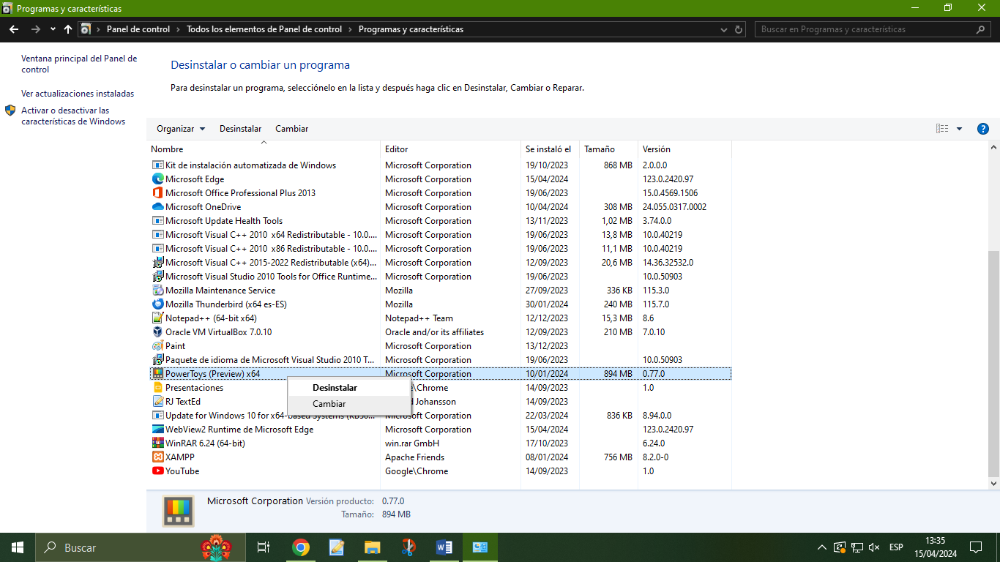 Programas y características
Panel de control > Todos los elementos de Panel de control > Programas y características
Buscar en Programas y características
Ventana principal del Panel de control
Ver actualizaciones instaladas
Activar o desactivar las características de Windows
Desinstalar o cambiar un programa
Para desinstalar un programa, selecciónelo en la lista y después haga clic en Desinstalar, Cambiar o Reparar.
Organizar Desinstalar Cambiar
Nombre Editor Se instaló el Tamaño Versión
Kit de instalación automatizada de Windows Microsoft Corporation 19/10/2023 868 MB 2.0.0.0
Microsoft Edge Microsoft Corporation 15/04/2024 123.0.2420.97
Microsoft Office Professional Plus 2013 Microsoft Corporation 19/06/2023 15.0.4569.1506
Microsoft OneDrive Microsoft Corporation 10/04/2024 308 MB 24.055.0317.0002
Microsoft Update Health Tools Microsoft Corporation 13/11/2023 1,02 MB 3.74.0.0
Microsoft Visual C++ 2010 x64 Redistributable - 10.0.... Microsoft Corporation 19/06/2023 13,8 MB 10.0.40219
Microsoft Visual C++ 2010 x86 Redistributable - 10.0.... Microsoft Corporation 19/06/2023 11,1 MB 10.0.40219
Microsoft Visual C++ 2015-2022 Redistributable (x64)... Microsoft Corporation 12/09/2023 20,6 MB 14.36.32532.0
Microsoft Visual Studio 2010 Tools for Office Runtime... Microsoft Corporation 19/06/2023 10.0.50903
Mozilla Maintenance Service Mozilla 27/09/2023 336 KB 115.3.0
Mozilla Thunderbird (x64 es-ES) Mozilla 30/01/2024 240 MB 115.7.0
Notepad++ (64-bit x64) Notepad++ Team 12/12/2023 15,3 MB 8.6
Oracle VM VirtualBox 7.0.10 Oracle and/or its affiliates 12/09/2023 210 MB 7.0.10
Paint Microsoft Corporation 13/12/2023
Paquete de idioma de Microsoft Visual Studio 2010 T... Microsoft Corporation 19/06/2023 10.0.50903
PowerToys (Preview) x64 Microsoft Corporation 10/01/2024 894 MB 0.77.0
Presentaciones \Chrome 14/09/2023 1.0
Desinstalar
RJ TextEd Johansson 14/09/2023
Cambiar
Update for Windows 10 for x64-Based Systems (KB50... Microsoft Corporation 22/03/2024 836 KB 8.94.0.0
WebView2 Runtime de Microsoft Edge Microsoft Corporation 15/04/2024 123.0.2420.97
WinRAR 6.24 (64-bit) win.rar GmbH 17/10/2023 6.24.0
XAMPP Apache Friends 08/01/2024 756 MB 8.2.0-0
YouTube Google\Chrome 14/09/2023 1.0
Microsoft Corporation Versión producto: 0.77.0
Tamaño: 894 MB
Buscar
ESP
13:35
15/04/2024